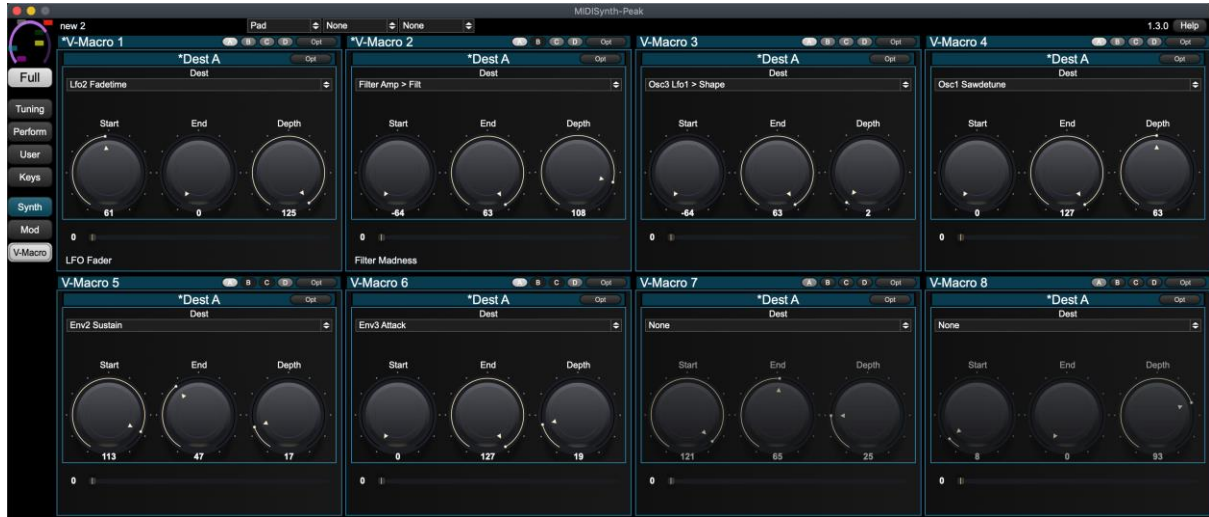 MIDISynth-Peak
new 2 Pad None None 1.3.0 Help
Full
Tuning
Perform
User
Keys
Synth
Mod
V-Macro
*V-Macro 1 A B C D Opt
*Dest A Opt
Dest
Lfo2 Fadetime
Start End Depth
61 0 125
0
LFO Fader
*V-Macro 2 A B C D Opt
*Dest A Opt
Dest
Filter Amp > Filt
Start End Depth
-64 63 108
0
Filter Madness
V-Macro 3 A B C D Opt
*Dest A Opt
Dest
Osc3 Lfo1 > Shape
Start End Depth
-64 63 2
0
V-Macro 4 A B C D Opt
*Dest A Opt
Dest
Osc1 Sawdetune
Start End Depth
0 127 63
0
V-Macro 5 A B C D Opt
*Dest A Opt
Dest
Env2 Sustain
Start End Depth
113 47 17
0
V-Macro 6 A B C D Opt
*Dest A Opt
Dest
Env3 Attack
Start End Depth
0 127 19
0
V-Macro 7 A B C D Opt
*Dest A Opt
Dest
None
Start End Depth
121 65 25
0
V-Macro 8 A B C D Opt
*Dest A Opt
Dest
None
Start End Depth
8 0 93
0